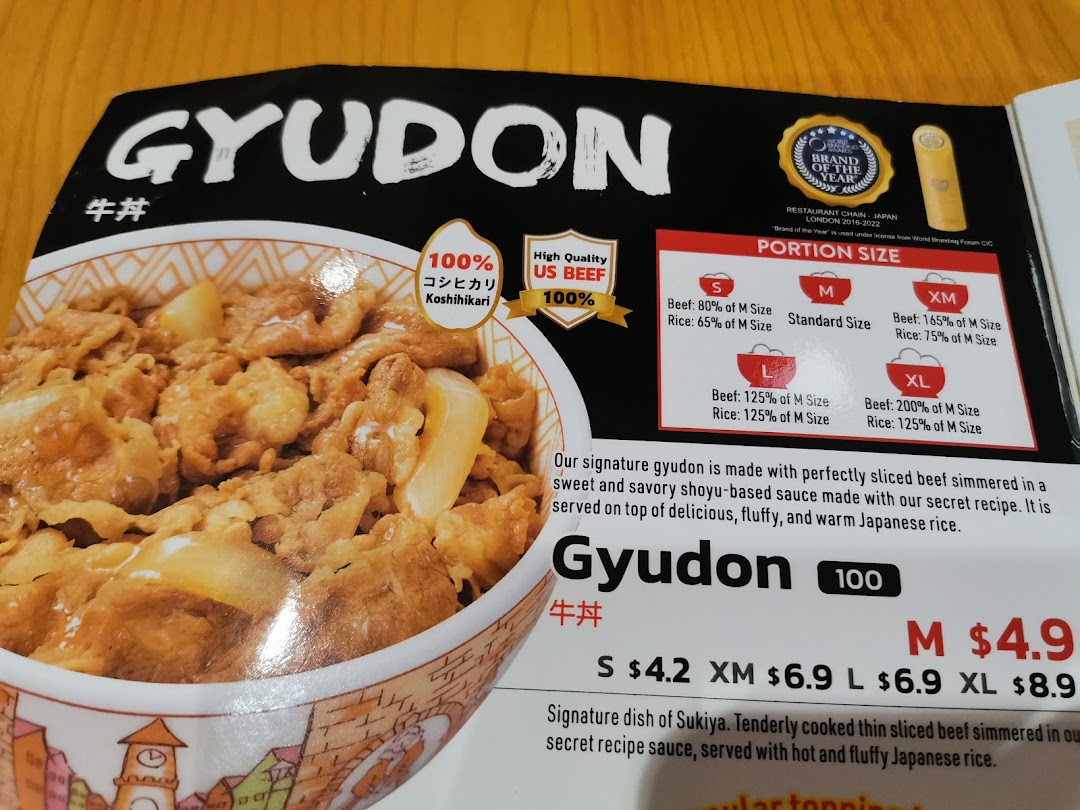 GYUDON
牛丼
WORLD
BRANDING
AWARDS
BRAND
OF THE
YEAR
RESTAURANT CHAIN - JAPAN
LONDON 2016-2022
"Brand of the Year" is used under license from World Branding Forum CIC
100%
コシヒカリ
Koshihikari
High Quality
US BEEF
100%
PORTION SIZE
S
Beef: 80% of M Size
Rice: 65% of M Size
M
Standard Size
XM
Beef: 165% of M Size
Rice: 75% of M Size
L
Beef: 125% of M Size
Rice: 125% of M Size
XL
Beef: 200% of M Size
Rice: 125% of M Size
Our signature gyudon is made with perfectly sliced beef simmered in a
sweet and savory shoyu-based sauce made with our secret recipe. It is
served on top of delicious, fluffy, and warm Japanese rice.
Gyudon 100
牛丼
M $4.9
S $4.2 XM $6.9 L $6.9 XL $8.9
Signature dish of Sukiya. Tenderly cooked thin sliced beef simmered in
secret recipe sauce, served with hot and fluffy Japanese rice.